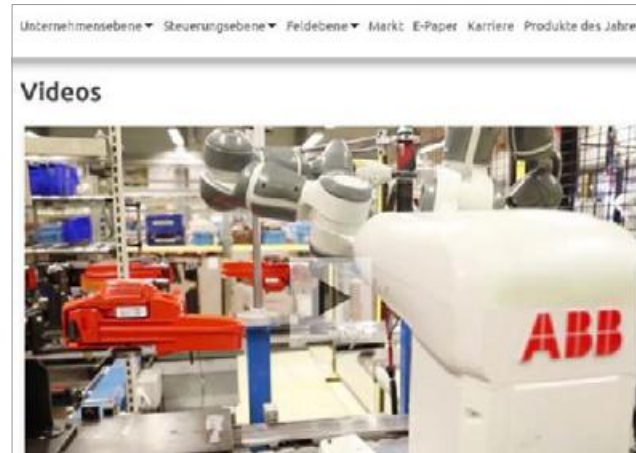 Unternehmensebene Steuerungsebene Feldebene Markt E-Paper Karriere Produkte des Jahre
Videos
ABB